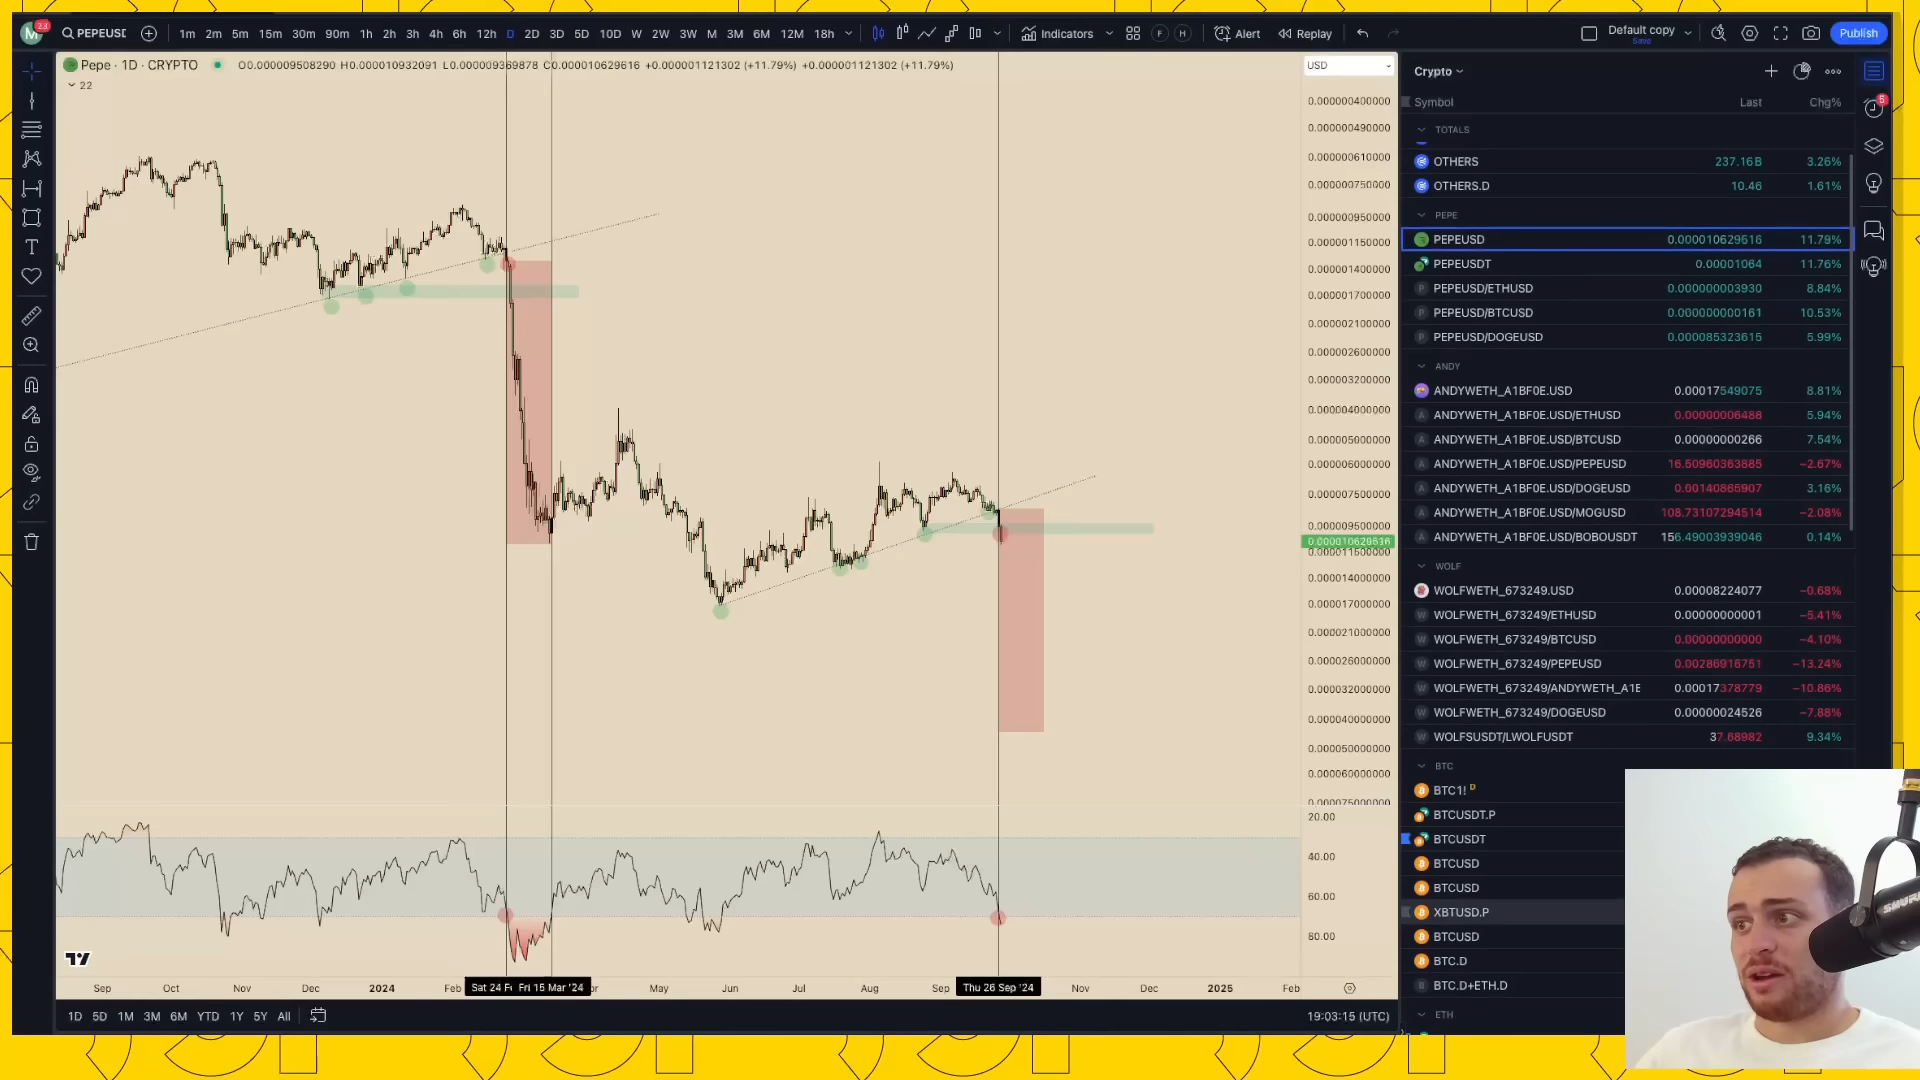 M 23 PEPEUSD 1m 2m 5m 15m 30m 90m 1h 2h 3h 4h 6h 12h D 2D 3D 5D 10D W 2W 3W M 3M 6M 12M 18h Indicators F H Alert Replay Default copy Save Publish
Pepe · 1D · CRYPTO O0.000009508290 H0.000010932091 L0.000009369878 C0.000010629616 +0.000001121302 (+11.79%) +0.000001121302 (+11.79%)
22
USD
0.000000400000
0.000000490000
0.000000610000
0.000000750000
0.000000950000
0.000001150000
0.000001400000
0.000001700000
0.000002100000
0.000002600000
0.000003200000
0.000004000000
0.000005000000
0.000006000000
0.000007500000
0.000009500000
0.000010629616
0.000011500000
0.000014000000
0.000017000000
0.000021000000
0.000026000000
0.000032000000
0.000040000000
0.000050000000
0.000060000000
0.000075000000
20.00
40.00
60.00
80.00
Sep Oct Nov Dec 2024 Feb Sat 24 Fe Fri 15 Mar '24 May Jun Jul Aug Sep Thu 26 Sep '24 Nov Dec 2025 Feb
1D 5D 1M 3M 6M YTD 1Y 5Y All 19:03:15 (UTC)
Crypto
5
Symbol Last Chg%
TOTALS
OTHERS 237.16B 3.26%
OTHERS.D 10.46 1.61%
PEPE
PEPEUSD 0.000010629616 11.79%
PEPEUSDT 0.00001064 11.76%
PEPEUSD/ETHUSD 0.000000003930 8.84%
PEPEUSD/BTCUSD 0.000000000161 10.53%
PEPEUSD/DOGEUSD 0.000085323615 5.99%
ANDY
ANDYWETH_A1BF0E.USD 0.00017549075 8.81%
ANDYWETH_A1BF0E.USD/ETHUSD 0.00000006488 5.94%
ANDYWETH_A1BF0E.USD/BTCUSD 0.00000000266 7.54%
ANDYWETH_A1BF0E.USD/PEPEUSD 16.50960363885 −2.67%
ANDYWETH_A1BF0E.USD/DOGEUSD 0.00140865907 3.16%
ANDYWETH_A1BF0E.USD/MOGUSD 108.73107294514 −2.08%
ANDYWETH_A1BF0E.USD/BOBOUSDT 156.49003939046 0.14%
WOLF
WOLFWETH_673249.USD 0.00008224077 −0.68%
WOLFWETH_673249/ETHUSD 0.00000000001 −5.41%
WOLFWETH_673249/BTCUSD 0.00000000000 −4.10%
WOLFWETH_673249/PEPEUSD 0.00286916751 −13.24%
WOLFWETH_673249/ANDYWETH_A1E 0.00017378779 −10.86%
WOLFWETH_673249/DOGEUSD 0.00000024526 −7.88%
WOLFSUSDT/LWOLFUSDT 37.68982 9.34%
BTC
BTC1! D
BTCUSDT.P
BTCUSDT
BTCUSD
BTCUSD
XBTUSD.P
BTCUSD
BTC.D
BTC.D+ETH.D
ETH
SHURE